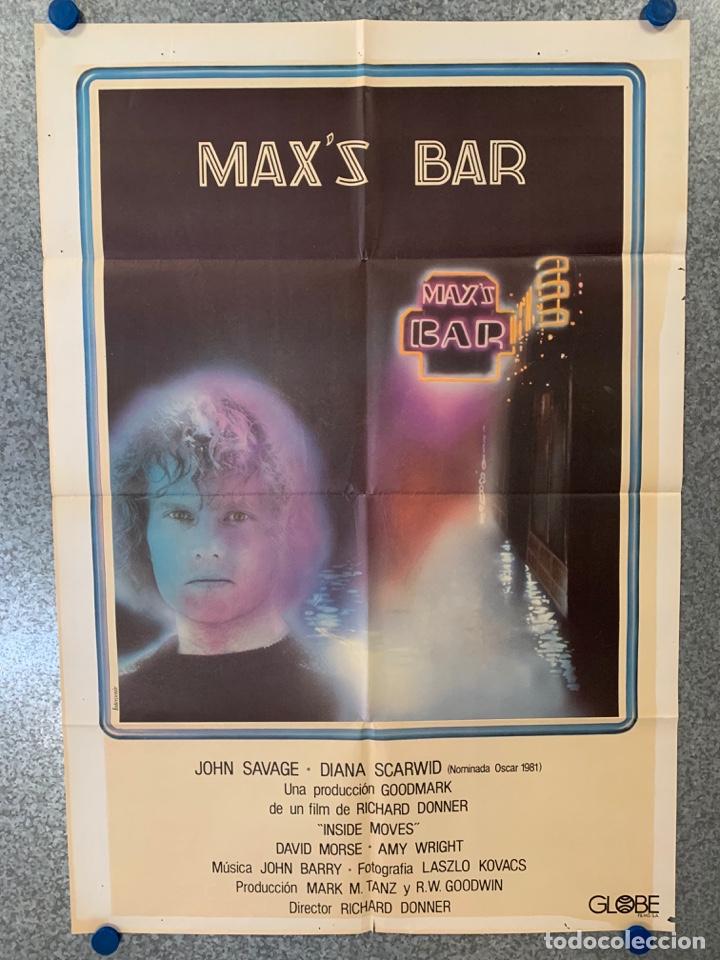 MAX'S BAR
MAX'S
BAR
JOHN SAVAGE · DIANA SCARWID (Nominada Oscar 1981)
Una producción GOODMARK
de un film de RICHARD DONNER
"INSIDE MOVES"
DAVID MORSE · AMY WRIGHT
Música JOHN BARRY · Fotografía LASZLO KOVACS
Producción MARK M. TANZ y R.W. GOODWIN
Director RICHARD DONNER
GLOBE
FILMS S.A.
todocoleccion
todocoleccion